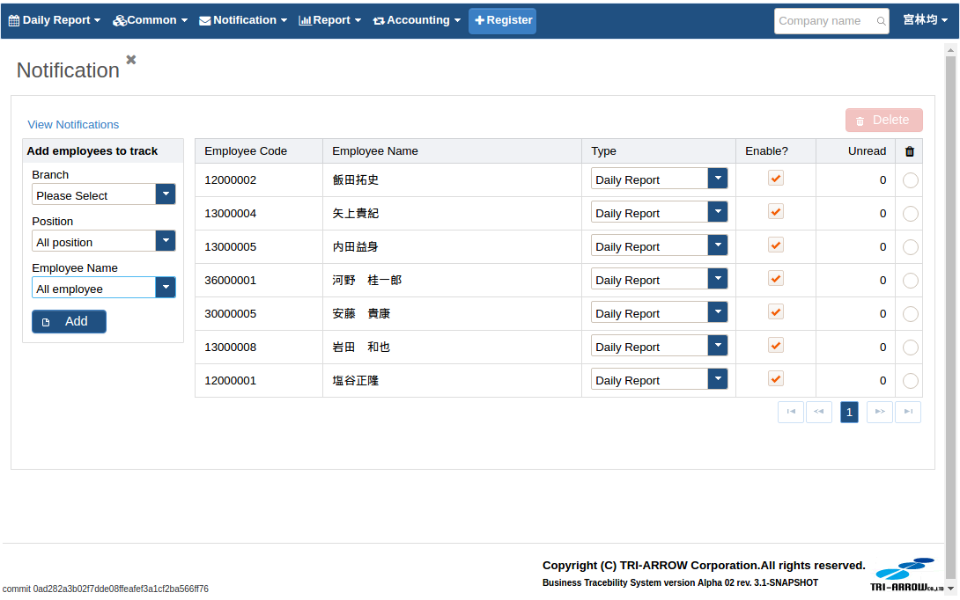 Daily Report Common Notification Report Accounting Register Company name 宮林均
Notification
View Notifications Delete
Add employees to track Employee Code Employee Name Type Enable? Unread
Branch
Please Select
Position
All position
Employee Name
All employee
Add
12000002 飯田拓史 Daily Report 0
13000004 矢上貴紀 Daily Report 0
13000005 内田益身 Daily Report 0
36000001 河野 桂一郎 Daily Report 0
30000005 安藤 貴康 Daily Report 0
13000008 岩田 和也 Daily Report 0
12000001 塩谷正隆 Daily Report 0
1
Copyright (C) TRI-ARROW Corporation.All rights reserved.
Business Tracebility System version Alpha 02 rev. 3.1-SNAPSHOT
TRI-ARROW
commit 0ad282a3b02f7dde08ffeafef3a1cf2ba566ff76